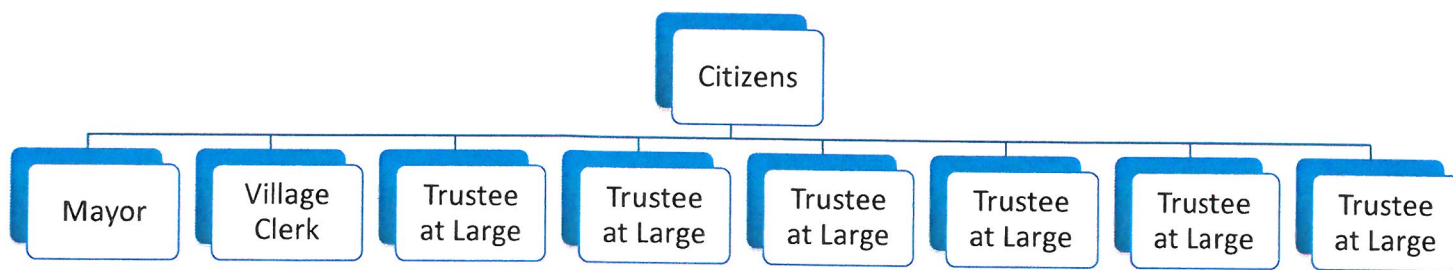 Citizens
Mayor
Village
Clerk
Trustee
at Large
Trustee
at Large
Trustee
at Large
Trustee
at Large
Trustee
at Large
Trustee
at Large